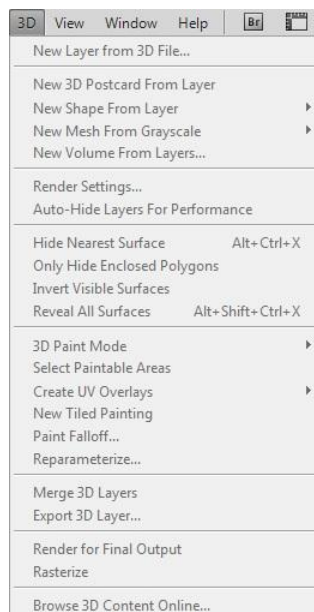 3D View Window Help Br
New Layer from 3D File...
New 3D Postcard From Layer
New Shape From Layer
New Mesh From Grayscale
New Volume From Layers...
Render Settings...
Auto-Hide Layers For Performance
Hide Nearest Surface Alt+Ctrl+X
Only Hide Enclosed Polygons
Invert Visible Surfaces
Reveal All Surfaces Alt+Shift+Ctrl+X
3D Paint Mode
Select Paintable Areas
Create UV Overlays
New Tiled Painting
Paint Falloff...
Reparameterize...
Merge 3D Layers
Export 3D Layer...
Render for Final Output
Rasterize
Browse 3D Content Online...